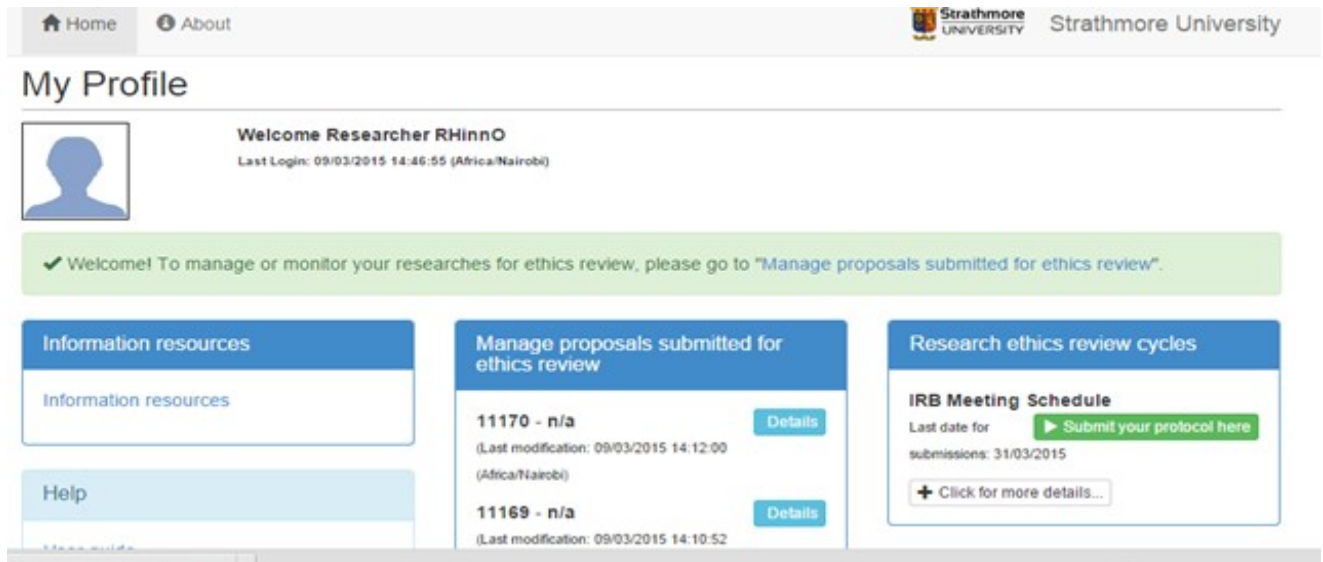 Home About Strathmore UNIVERSITY Strathmore University
My Profile
Welcome Researcher RHinnO
Last Login: 09/03/2015 14:46:55 (Africa/Nairobi)
Welcome! To manage or monitor your researches for ethics review, please go to "Manage proposals submitted for ethics review".
Information resources
Information resources
Help
User guide
Manage proposals submitted for
ethics review
11170 - n/a Details
(Last modification: 09/03/2015 14:12:00
(Africa/Nairobi)
11169 - n/a Details
(Last modification: 09/03/2015 14:10:52
Research ethics review cycles
IRB Meeting Schedule
Last date for Submit your protocol here
submissions: 31/03/2015
Click for more details...